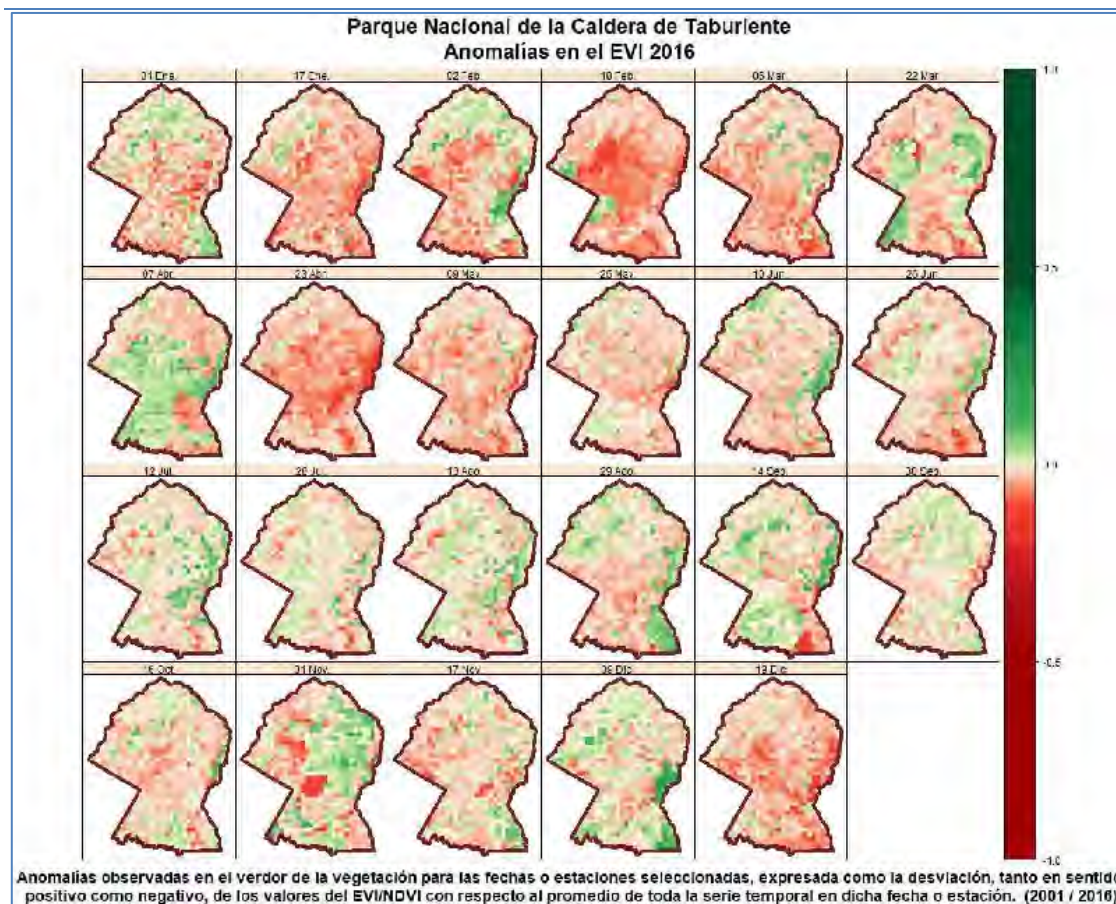 Parque Nacional de la Caldera de Taburiente
Anomalías en el EVI 2016
01 Ene. 17 Ene. 02 Feb. 18 Feb. 05 Mar. 22 Mar.
07 Abr. 23 Abr. 09 May. 25 May. 10 Jun. 26 Jun.
12 Jul. 28 Jul. 13 Ago. 29 Ago. 14 Sep. 30 Sep.
16 Oct. 01 Nov. 17 Nov. Dic. 19 Dic.
1.0
0.5
0.0
-0.5
-1.0
Anomalías observadas en el verdor de la vegetación para las fechas o estaciones seleccionadas, expresada como la desviación, tanto en sentido
positivo como negativo, de los valores del EVI/NDVI con respecto al promedio de toda la serie temporal en dicha fecha o estación. (2001 / 2016)